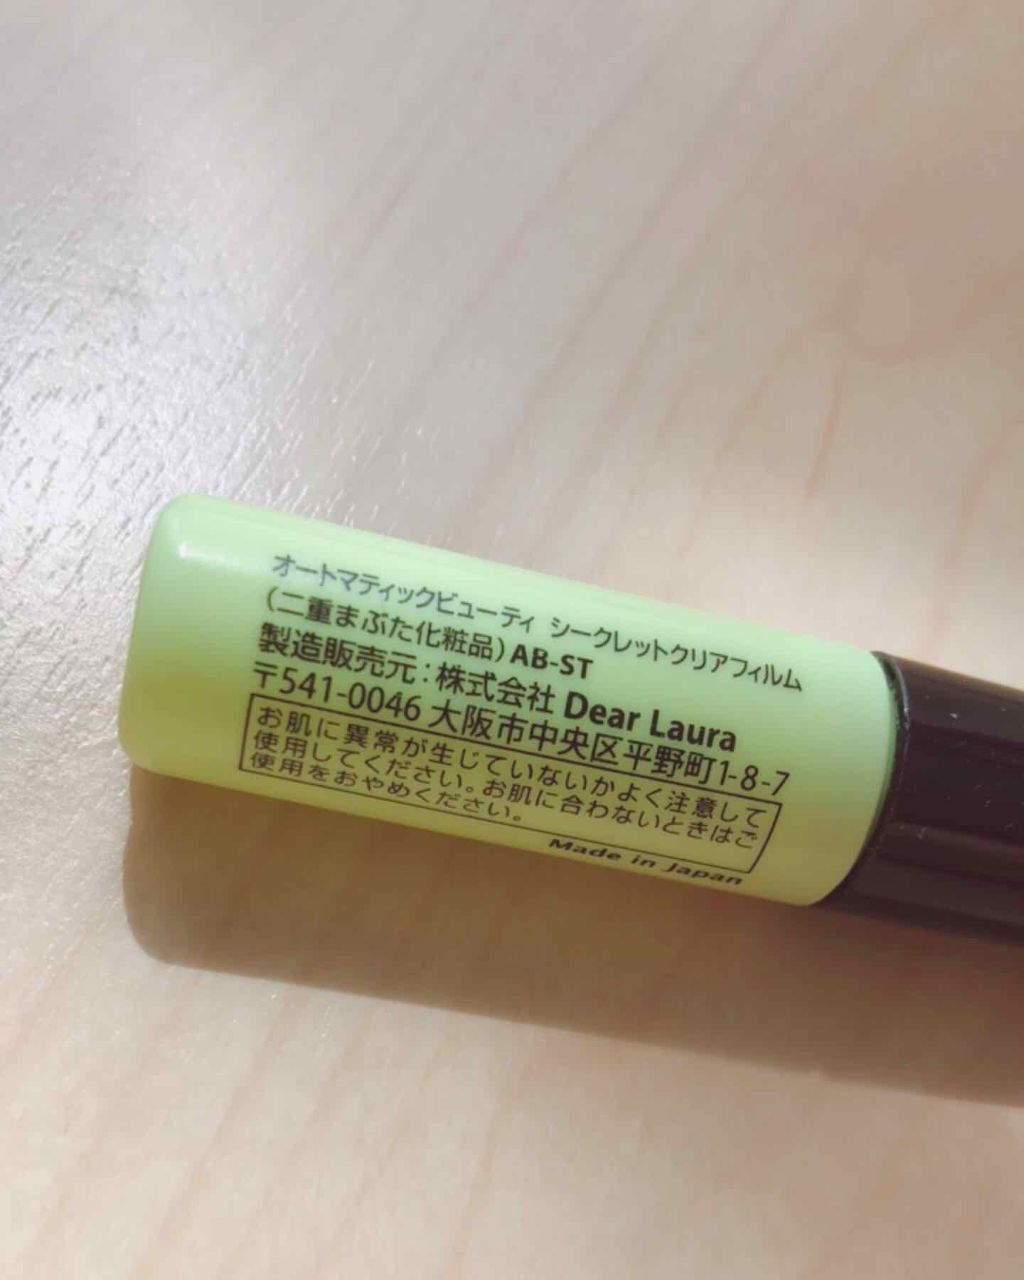 オートマティックビューティ シークレットクリアフィルム
（二重まぶた化粧品）AB-ST
製造販売元：株式会社 Dear Laura
〒541-0046 大阪市中央区平野町1-8-7
お肌に異常が生じていないかよく注意して
使用してください。お肌に合わないときはご
使用をおやめください。
Made in Japan